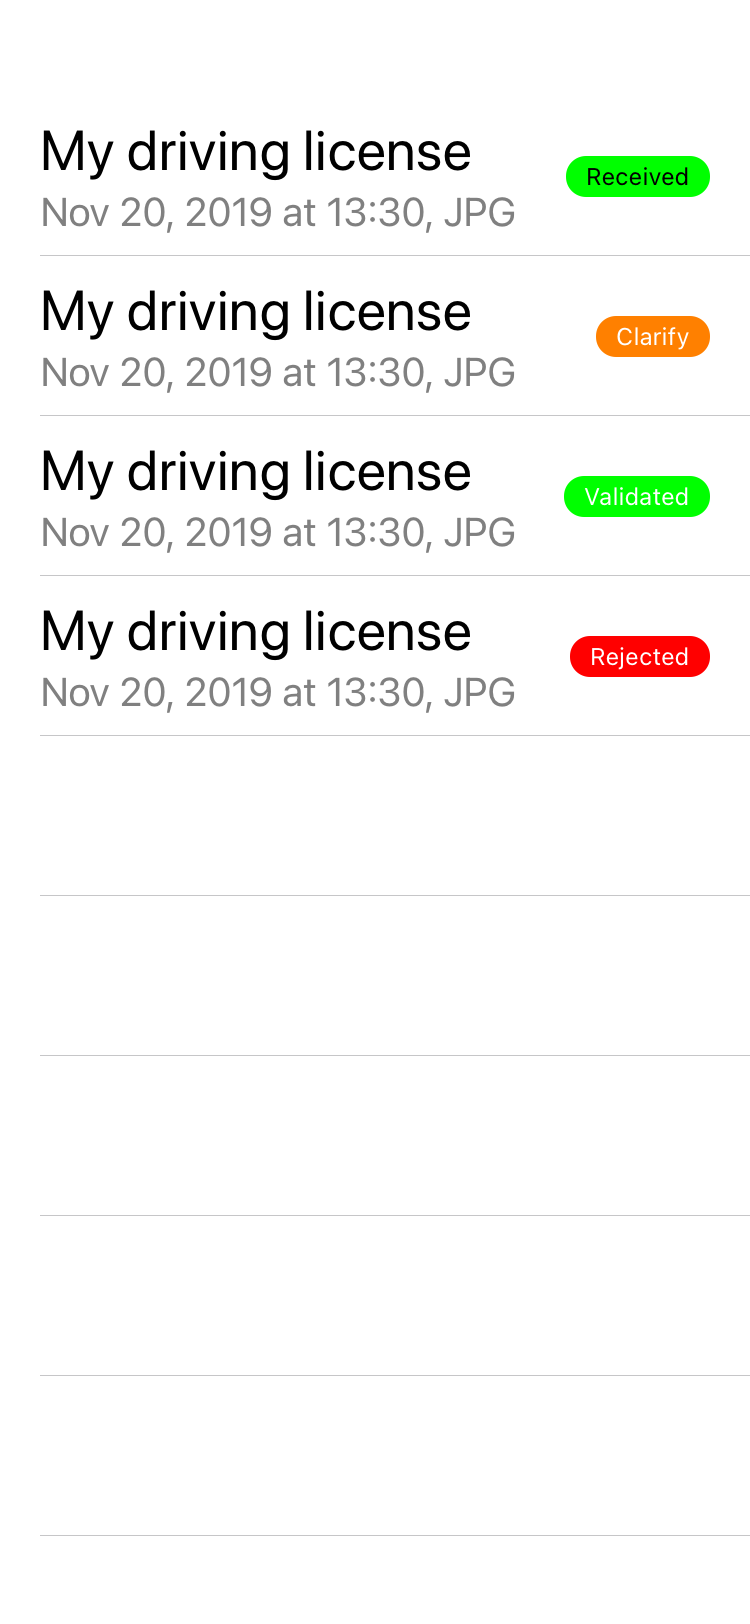 My driving license
Received
Nov 20, 2019 at 13:30, JPG
My driving license
Clarify
Nov 20, 2019 at 13:30, JPG
My driving license
Validated
Nov 20, 2019 at 13:30, JPG
My driving license
Rejected
Nov 20, 2019 at 13:30, JPG